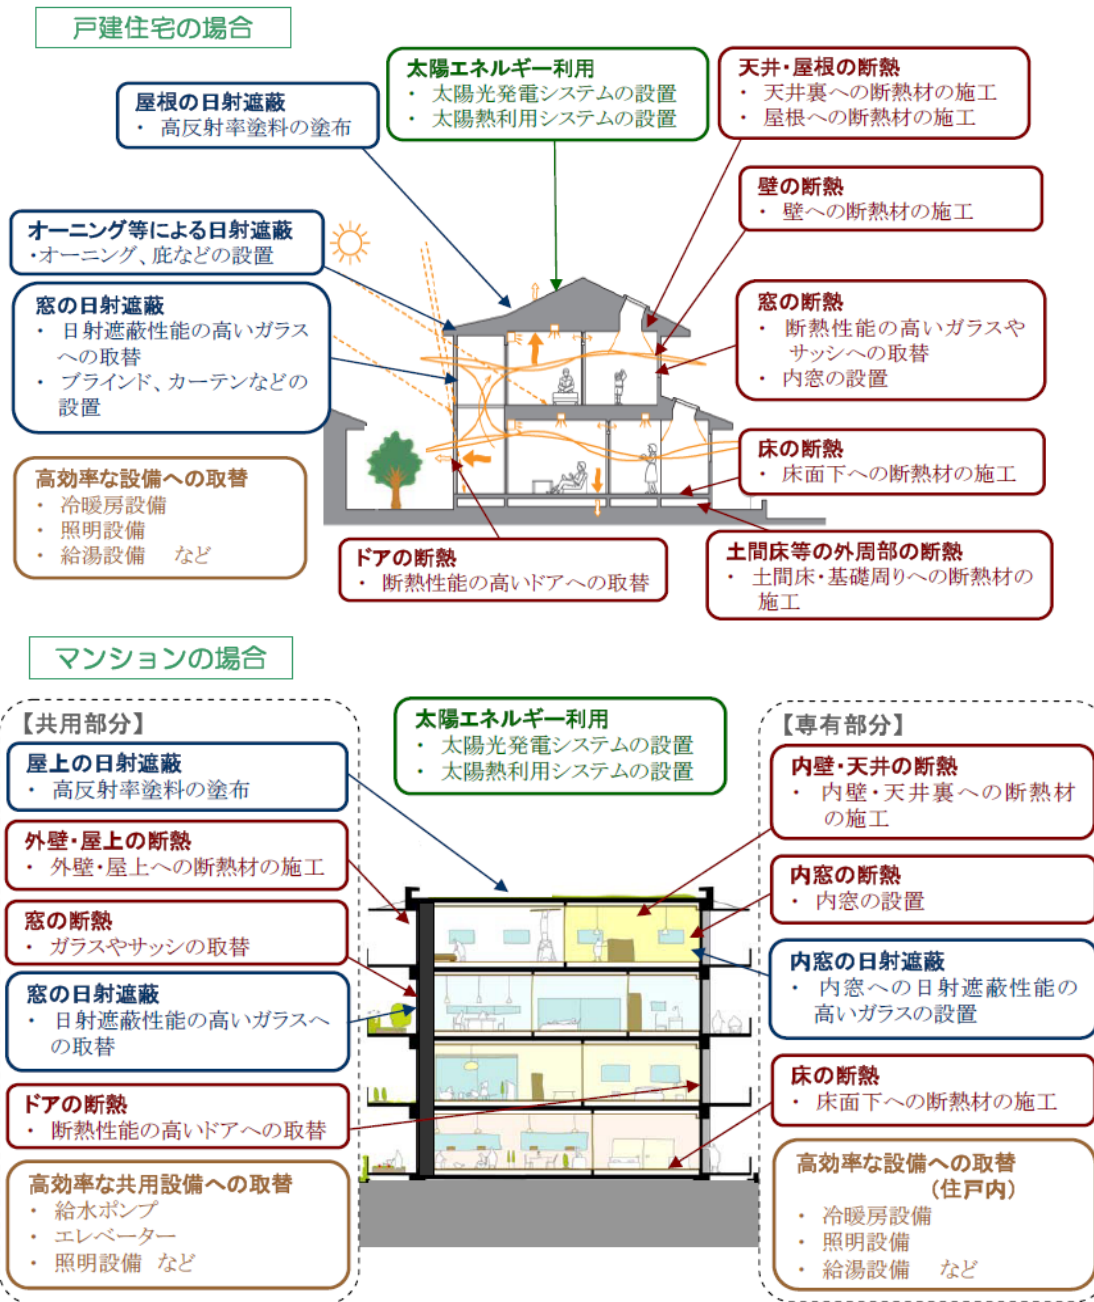 戸建住宅の場合
太陽エネルギー利用
・ 太陽光発電システムの設置
・ 太陽熱利用システムの設置
天井・屋根の断熱
・ 天井裏への断熱材の施工
・ 屋根への断熱材の施工
屋根の日射遮蔽
・ 高反射率塗料の塗布
壁の断熱
・ 壁への断熱材の施工
オーニング等による日射遮蔽
・オーニング、庇などの設置
窓の日射遮蔽
・ 日射遮蔽性能の高いガラス
への取替
・ ブラインド、カーテンなどの
設置
窓の断熱
・ 断熱性能の高いガラスや
サッシへの取替
・ 内窓の設置
床の断熱
・ 床面下への断熱材の施工
高効率な設備への取替
・ 冷暖房設備
・ 照明設備
・ 給湯設備 など
ドアの断熱
・ 断熱性能の高いドアへの取替
土間床等の外周部の断熱
・ 土間床・基礎周りへの断熱材の
施工
マンションの場合
【共用部分】
屋上の日射遮蔽
・ 高反射率塗料の塗布
外壁・屋上の断熱
・ 外壁・屋上への断熱材の施工
窓の断熱
・ ガラスやサッシの取替
窓の日射遮蔽
・ 日射遮蔽性能の高いガラスへ
の取替
ドアの断熱
・ 断熱性能の高いドアへの取替
高効率な共用設備への取替
・ 給水ポンプ
・ エレベーター
・ 照明設備 など
太陽エネルギー利用
・ 太陽光発電システムの設置
・ 太陽熱利用システムの設置
【専有部分】
内壁・天井の断熱
・ 内壁・天井裏への断熱材
の施工
内窓の断熱
・ 内窓の設置
内窓の日射遮蔽
・ 内窓への日射遮蔽性能の
高いガラスの設置
床の断熱
・ 床面下への断熱材の施工
高効率な設備への取替
(住戸内)
・ 冷暖房設備
・ 照明設備
・ 給湯設備 など